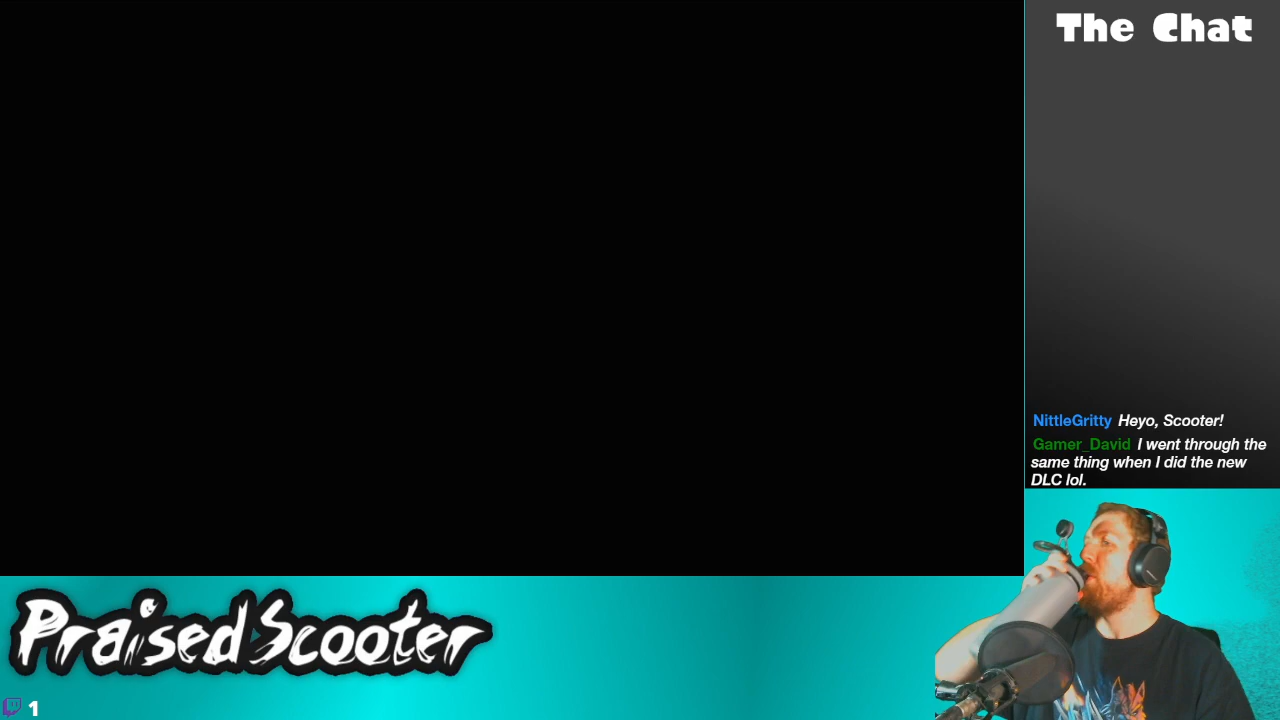 The Chat
NittleGritty Heyo, Scooter!
Gamer_David I went through the
same thing when I did the new
DLC lol.
PraisedScooter
1